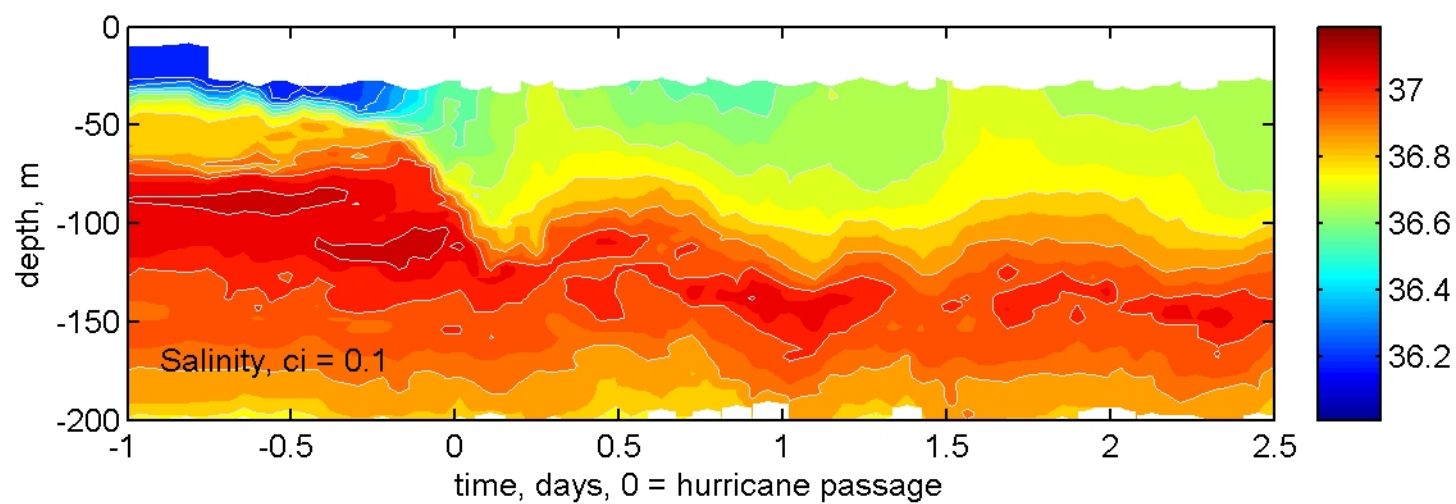 0
-50
-100
-150
-200
depth, m
Salinity, ci = 0.1
-1 -0.5 0 0.5 1 1.5 2 2.5
time, days, 0 = hurricane passage
37
36.8
36.6
36.4
36.2